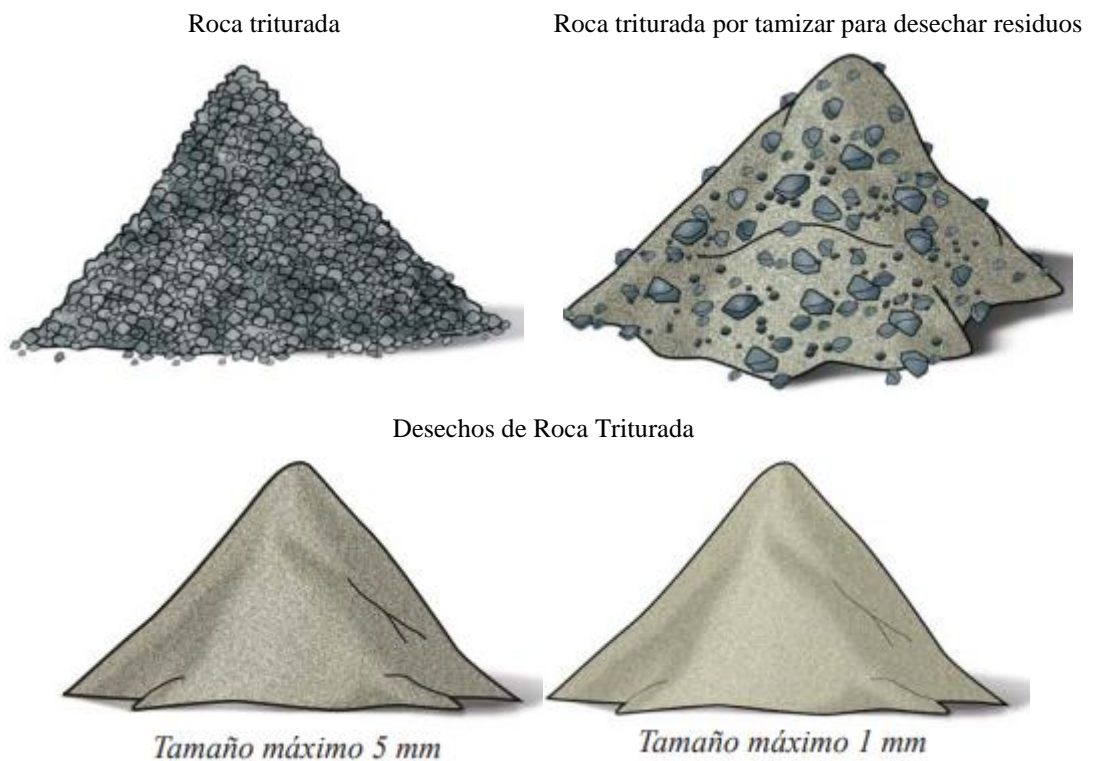 Roca triturada
Roca triturada por tamizar para desechar residuos
Desechos de Roca Triturada
Tamaño máximo 5 mm
Tamaño máximo 1 mm